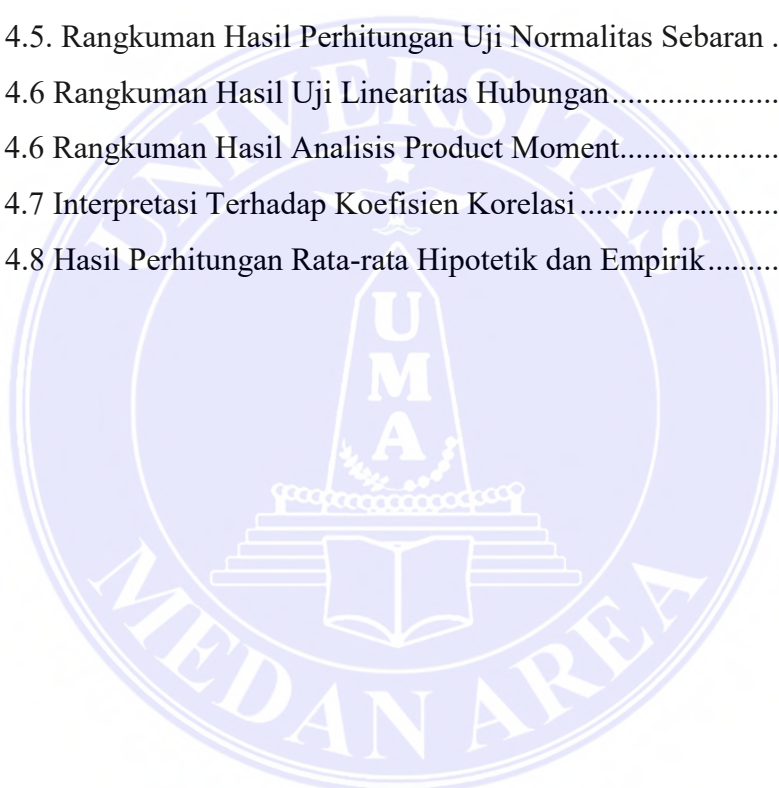 4.5. Rangkuman Hasil Perhitungan Uji Normalitas Sebaran .
4.6 Rangkuman Hasil Uji Linearitas Hubungan...................
4.6 Rangkuman Hasil Analisis Product Moment..................
4.7 Interpretasi Terhadap Koefisien Korelasi.......................
4.8 Hasil Perhitungan Rata-rata Hipotetik dan Empirik.........
UNIVERSITAS
U
M
A
MEDAN AREA